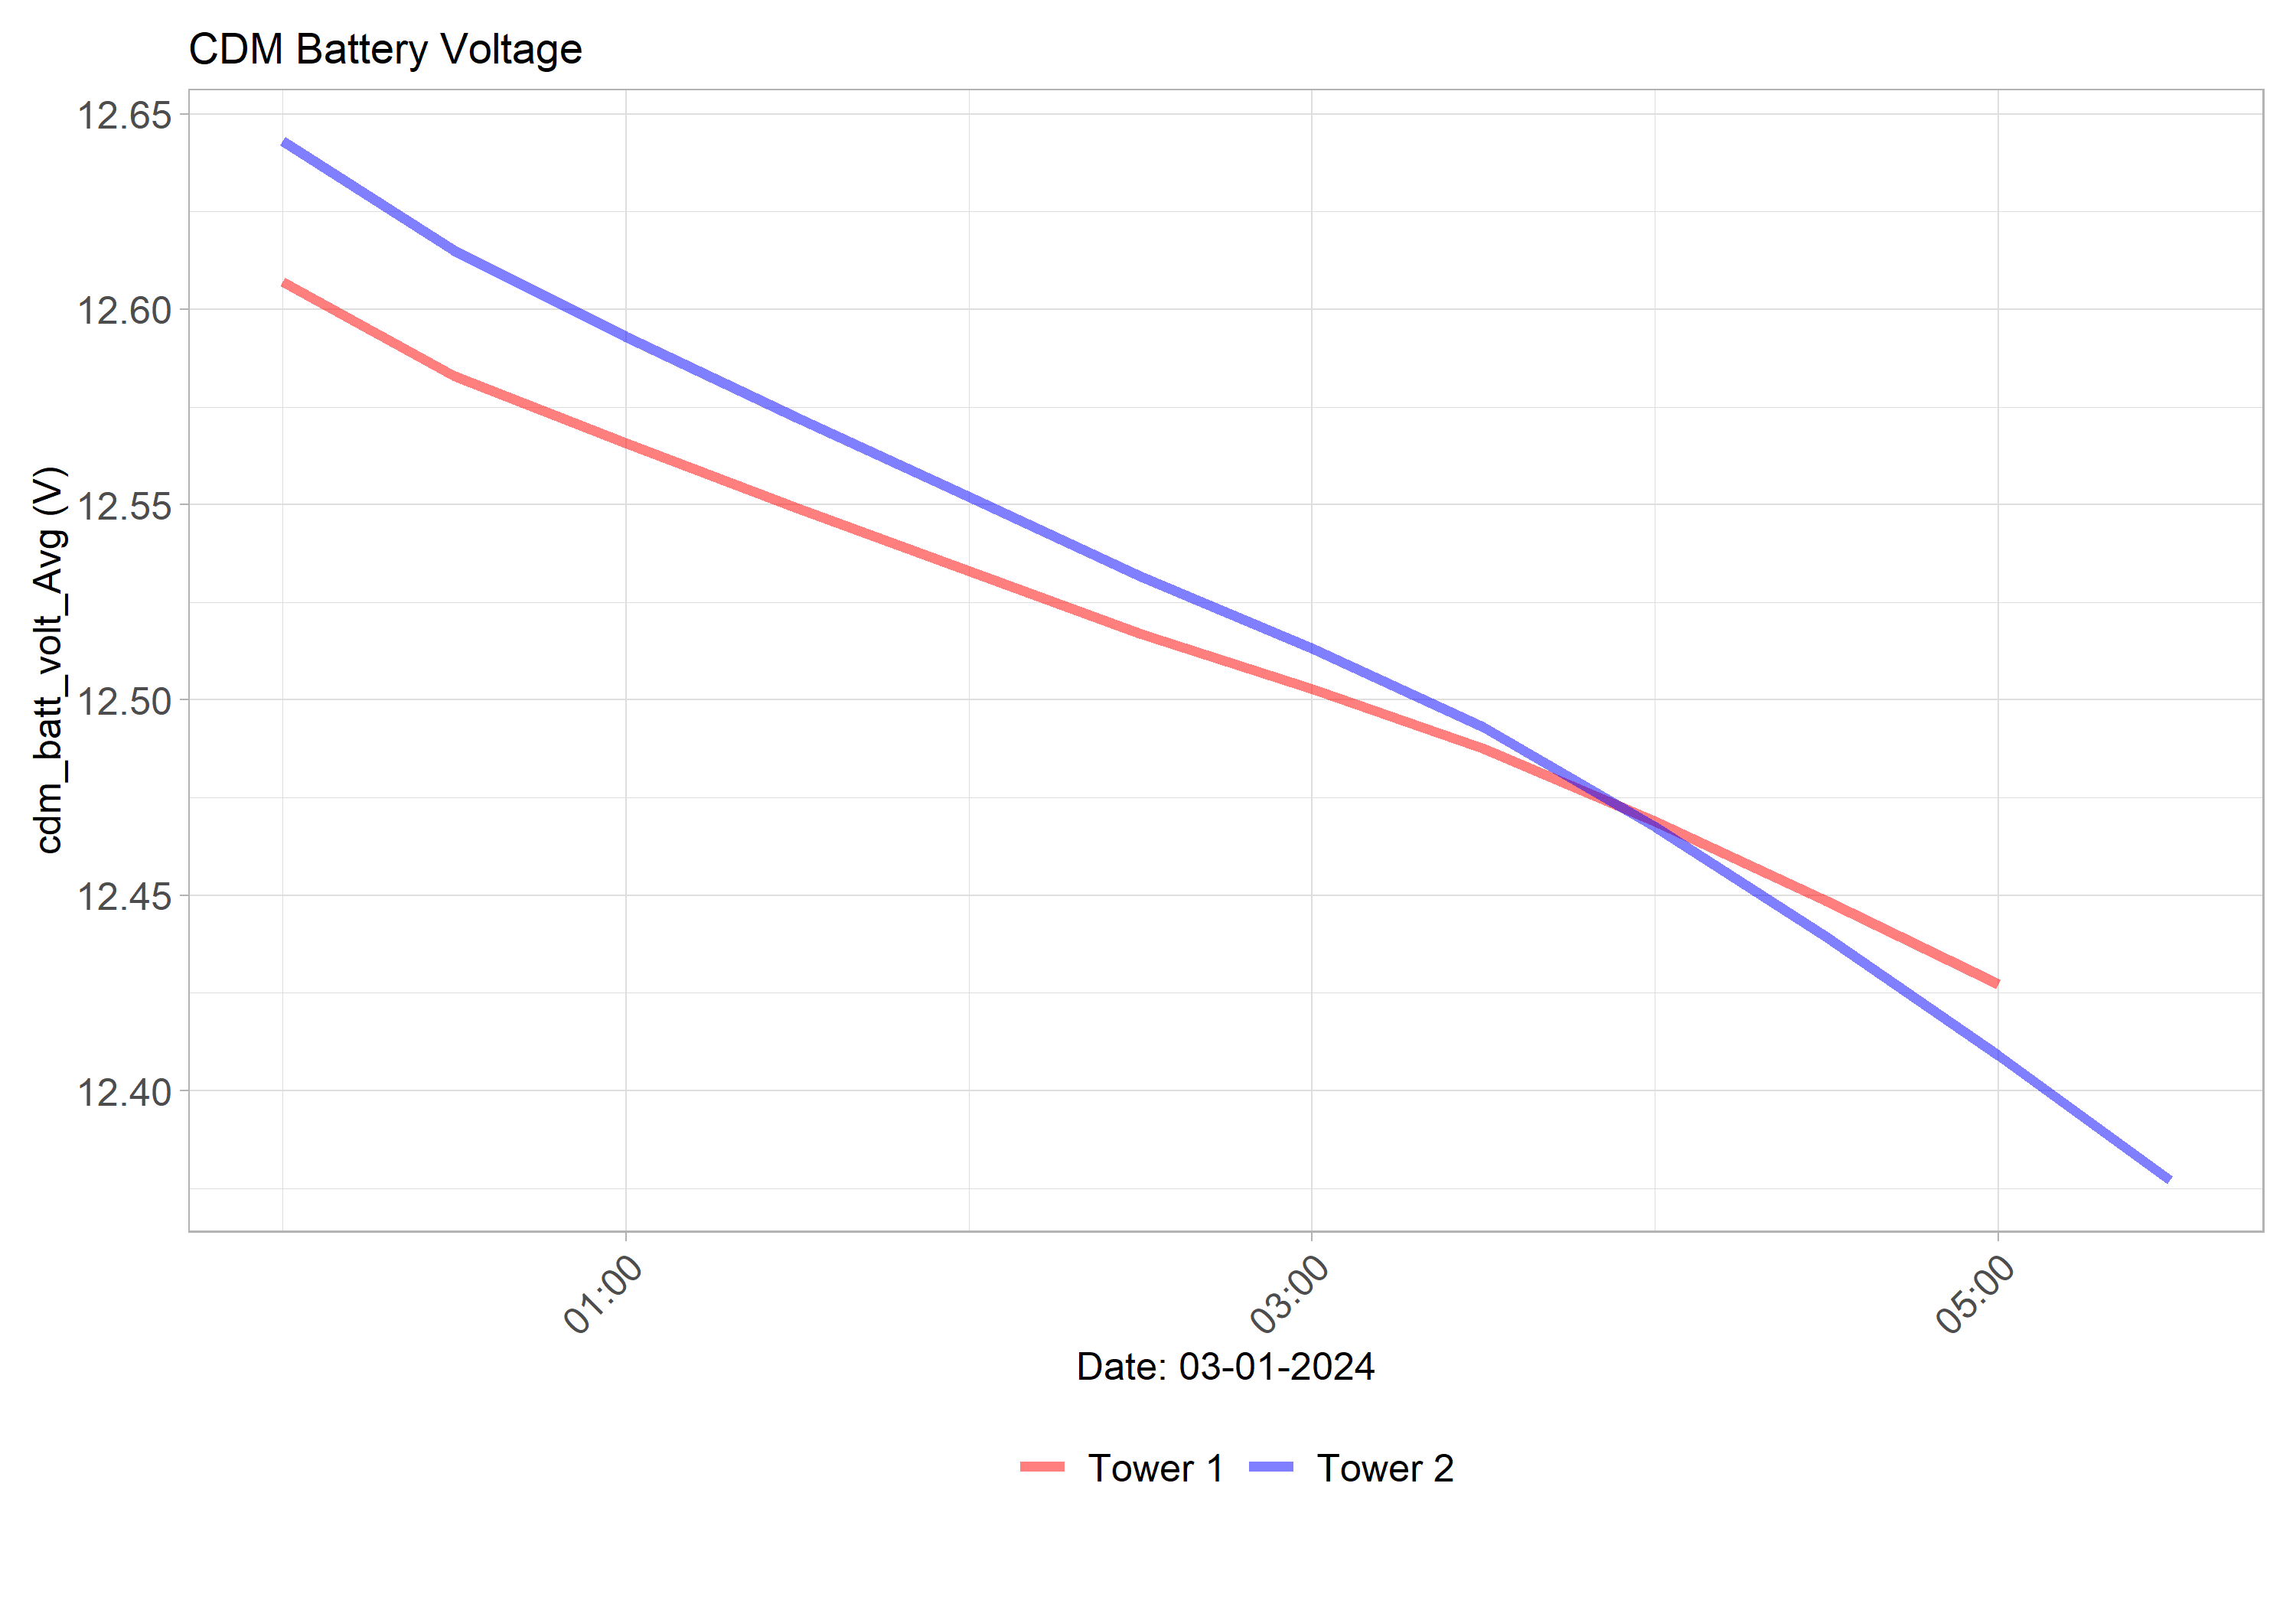 CDM Battery Voltage
cdm_batt_volt_Avg (V)
12.65
12.60
12.55
12.50
12.45
12.40
01:00
03:00
05:00
Date: 03-01-2024
Tower 1
Tower 2